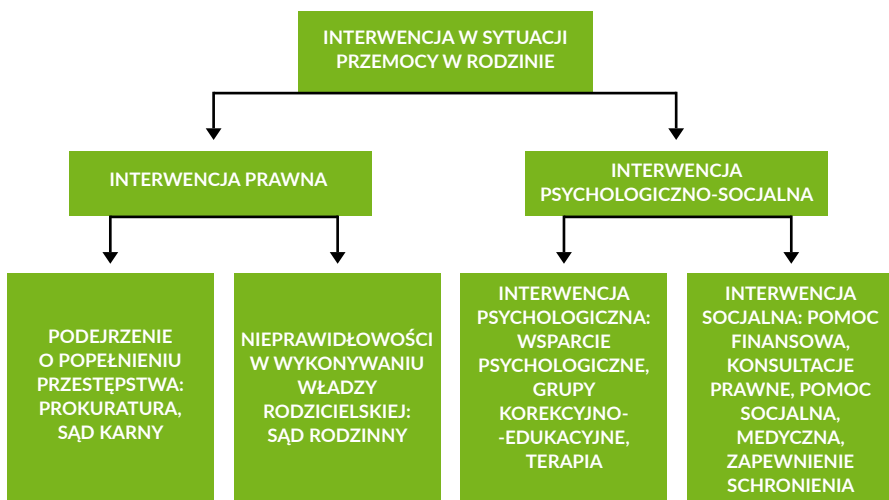 INTERWENCJA W SYTUACJI
PRZEMOCY W RODZINIE
INTERWENCJA PRAWNA
INTERWENCJA
PSYCHOLOGICZNO-SOCJALNA
PODEJRZENIE
O POPEŁNIENIU
PRZESTĘPSTWA:
PROKURATURA,
SĄD KARNY
NIEPRAWIDŁOWOŚCI
W WYKONYWANIU
WŁADZY
RODZICIELSKIEJ:
SĄD RODZINNY
INTERWENCJA
PSYCHOLOGICZNA:
WSPARCIE
PSYCHOLOGICZNE,
GRUPY
KOREKCYJNO-
-EDUKACYJNE,
TERAPIA
INTERWENCJA
SOCJALNA: POMOC
FINANSOWA,
KONSULTACJE
PRAWNE, POMOC
SOCJALNA,
MEDYCZNA,
ZAPEWNIENIE
SCHRONIENIA